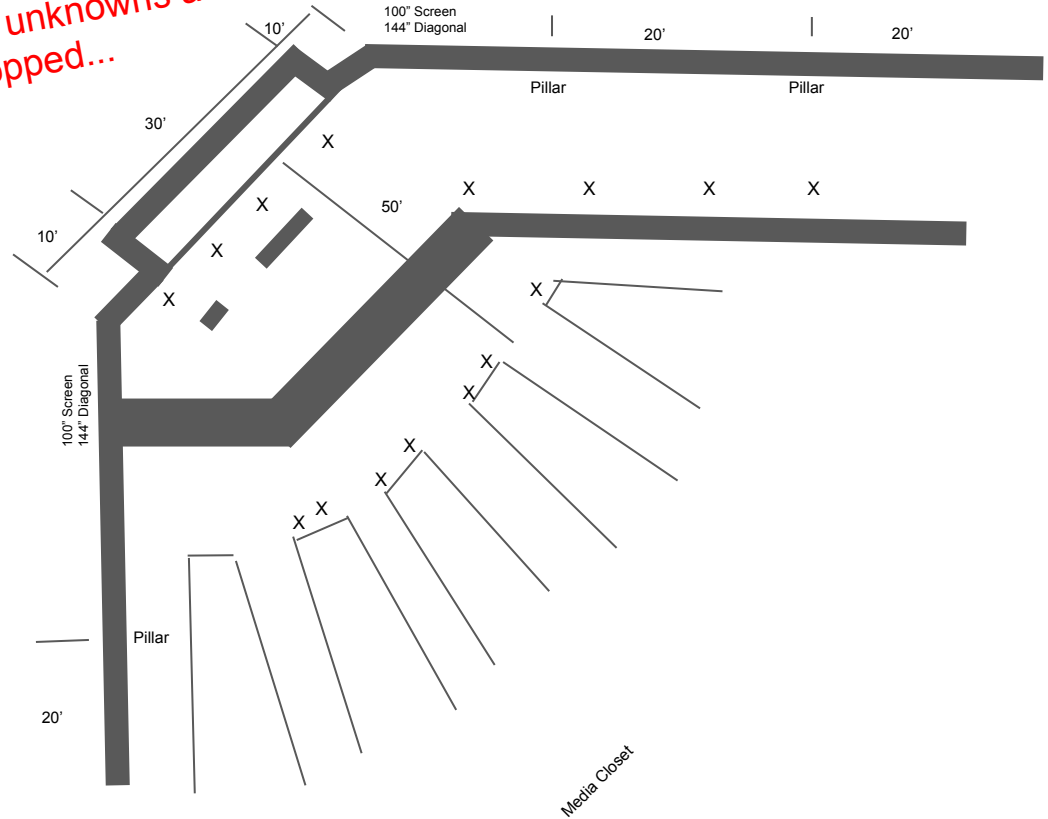 unknowns
opped...
10’
100” Screen
144” Diagonal
20’
20’
Pillar
Pillar
30’
X
X X X X
X
50’
10’
X
X
X
X
X
100” Screen
144” Diagonal
X
X
X
X
X
Pillar
20’
Media Closet